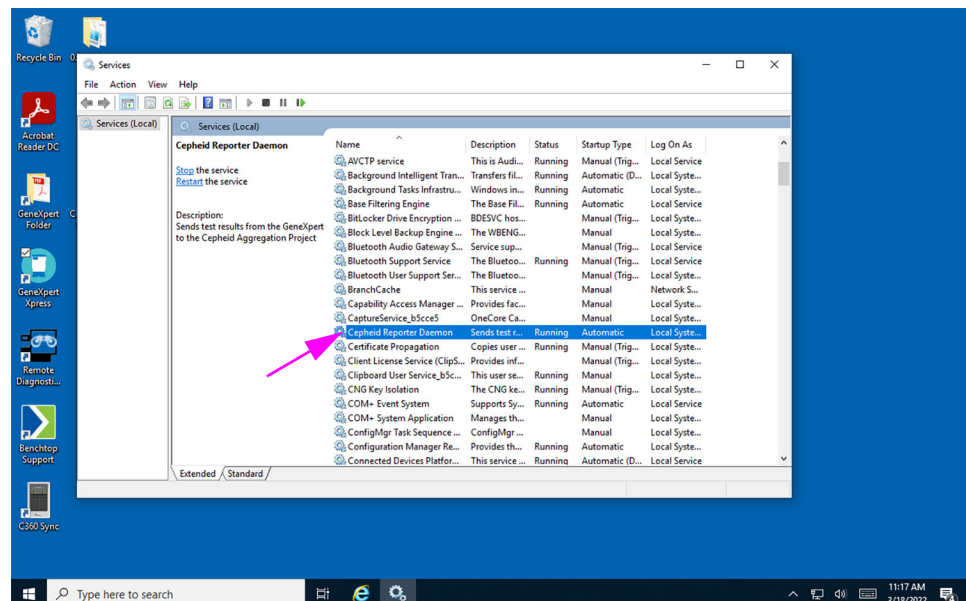 Recycle Bin
Acrobat
Reader DC
GeneXpert
Folder
GeneXpert
Xpress
Remote
Diagnosti...
Benchtop
Support
C360 Sync
Services
File Action View Help
Services (Local)
Services (Local)
Cepheid Reporter Daemon
Stop the service
Restart the service
Description:
Sends test results from the GeneXpert
to the Cepheid Aggregation Project
Name Description Status Startup Type Log On As
AVCTP service This is Audi... Running Manual (Trig... Local Service
Background Intelligent Tran... Transfers fil... Running Automatic (D... Local Syste...
Background Tasks Infrastru... Windows in... Running Automatic Local Syste...
Base Filtering Engine The Base Fil... Running Automatic Local Service
BitLocker Drive Encryption ... BDESVC hos... Manual (Trig... Local Syste...
Block Level Backup Engine ... The WBENG... Manual Local Syste...
Bluetooth Audio Gateway S... Service sup... Manual (Trig... Local Service
Bluetooth Support Service The Bluetoo... Running Manual (Trig... Local Service
Bluetooth User Support Ser... The Bluetoo... Manual (Trig... Local Syste...
BranchCache This service ... Manual Network S...
Capability Access Manager ... Provides fac... Manual Local Syste...
CaptureService_b5cce5 OneCore Ca... Manual Local Syste...
Cepheid Reporter Daemon Sends test r... Running Automatic Local Syste...
Certificate Propagation Copies user ... Running Manual (Trig... Local Syste...
Client License Service (ClipS... Provides inf... Manual (Trig... Local Syste...
Clipboard User Service_b5c... This user se... Running Manual Local Syste...
CNG Key Isolation The CNG ke... Running Manual (Trig... Local Syste...
COM+ Event System Supports Sy... Running Automatic Local Service
COM+ System Application Manages th... Manual Local Syste...
ConfigMgr Task Sequence ... ConfigMgr ... Manual Local Syste...
Configuration Manager Re... Provides th... Running Automatic Local Syste...
Connected Devices Platfor... This service ... Running Automatic (D... Local Service
Extended Standard
Type here to search
11:17 AM
3/18/2022
4